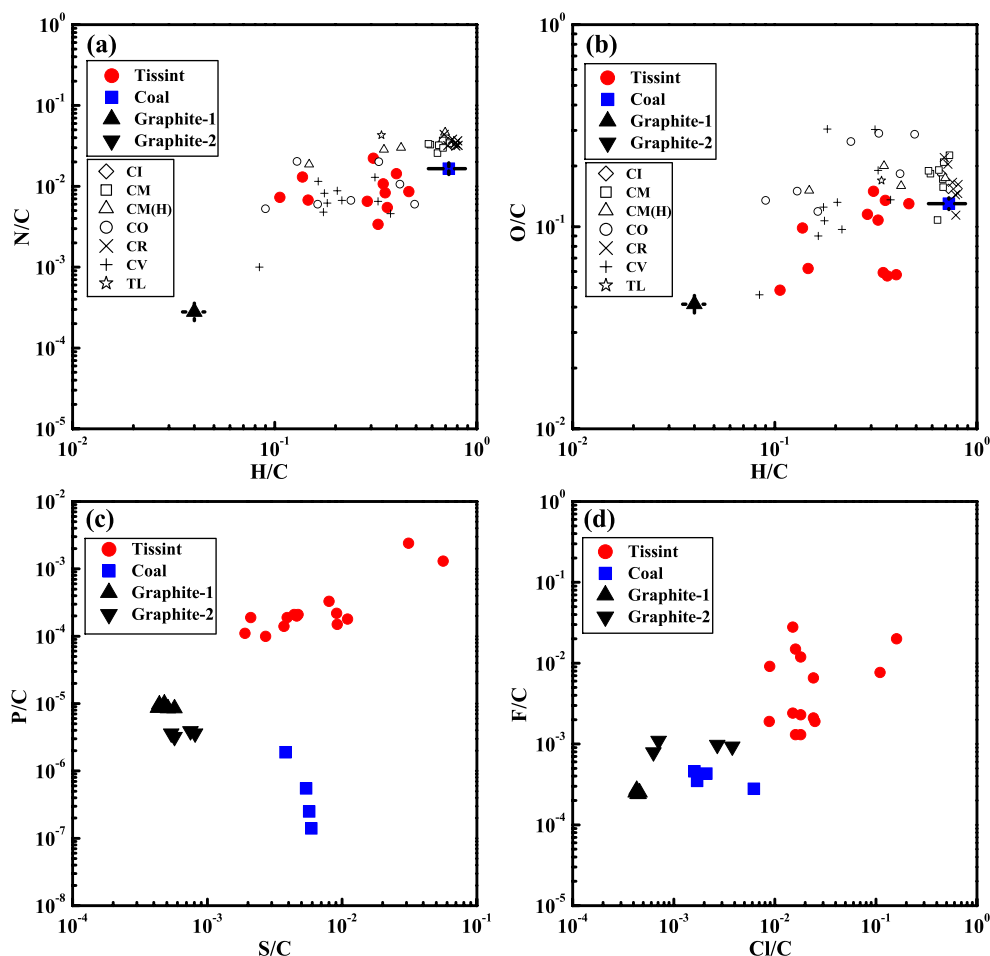 (a)
Tissint
Coal
Graphite-1
Graphite-2
CI
CM
CM(H)
CO
CR
CV
TL
10^0
10^-1
10^-2
10^-3
10^-4
10^-5
N/C
10^-2
10^-1
10^0
H/C
(b)
Tissint
Coal
Graphite-1
Graphite-2
CI
CM
CM(H)
CO
CR
CV
TL
10^0
10^-1
10^-2
O/C
10^-2
10^-1
10^0
H/C
(c)
Tissint
Coal
Graphite-1
Graphite-2
10^-2
10^-3
10^-4
10^-5
10^-6
10^-7
10^-8
P/C
10^-4
10^-3
10^-2
10^-1
S/C
(d)
Tissint
Coal
Graphite-1
Graphite-2
10^0
10^-1
10^-2
10^-3
10^-4
10^-5
F/C
10^-4
10^-3
10^-2
10^-1
10^0
Cl/C